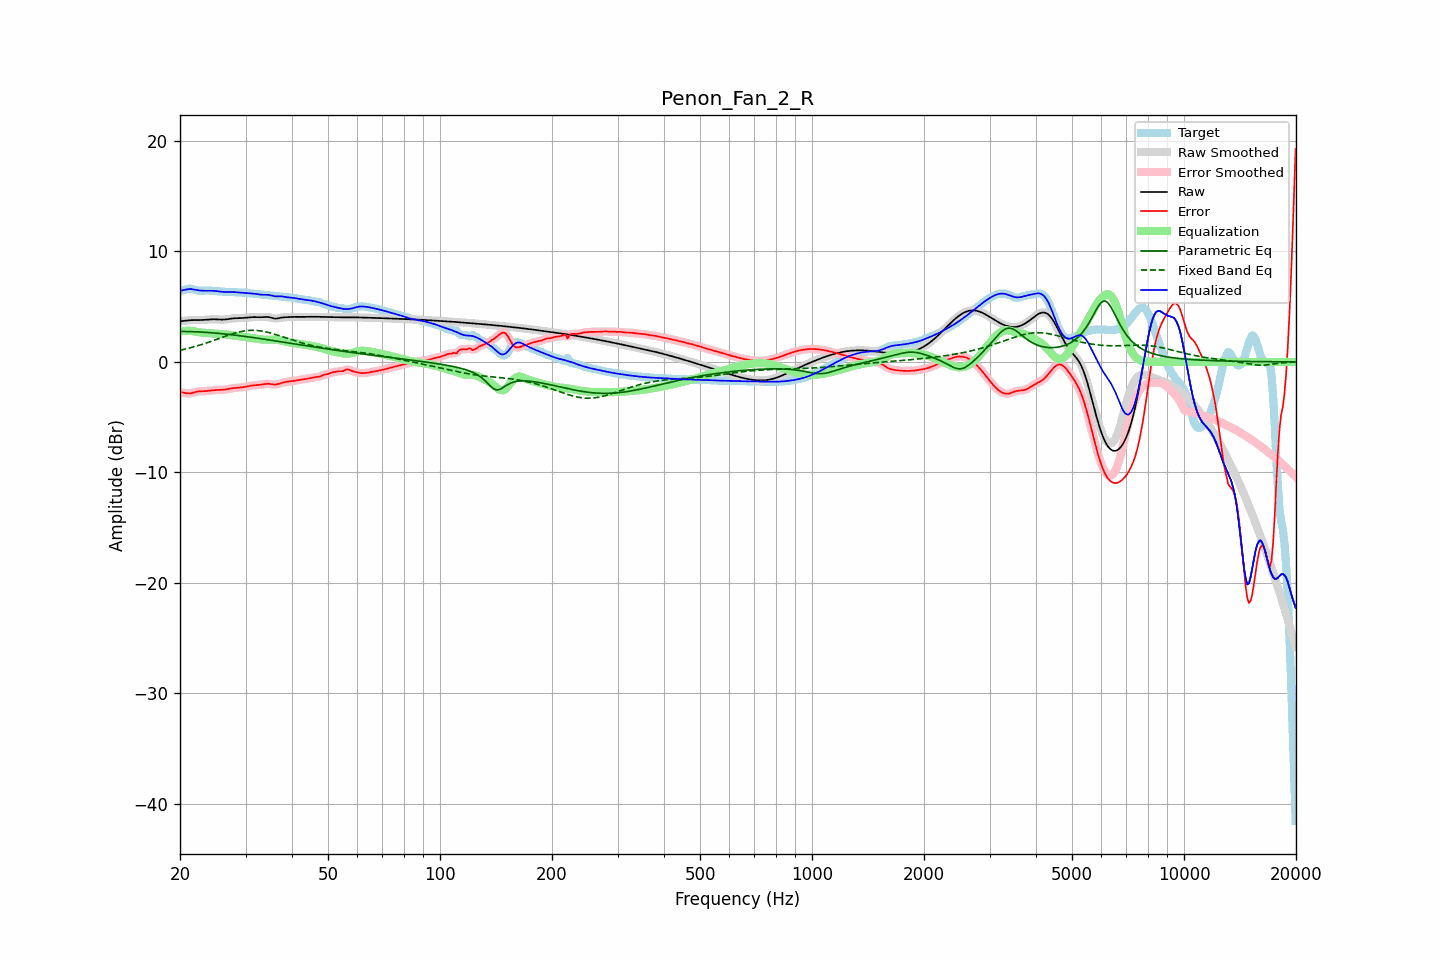 Penon_Fan_2_R
Target
Raw Smoothed
Error Smoothed
Raw
Error
Equalization
Parametric Eq
Fixed Band Eq
Equalized
20
10
0
−10
−20
−30
−40
Amplitude (dBr)
20
50
100
200
500
1000
2000
5000
10000
20000
Frequency (Hz)